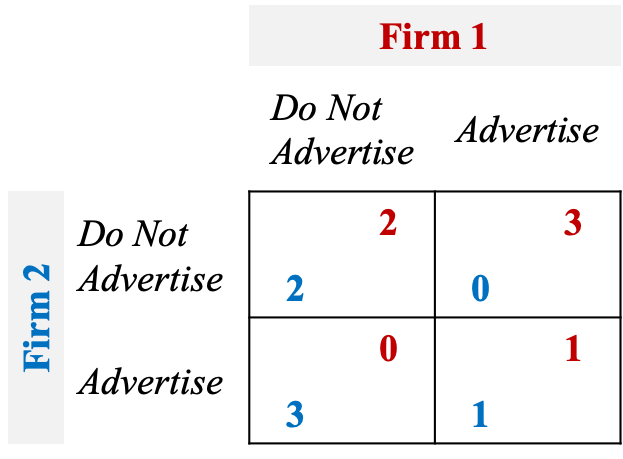 Firm 1
Do Not
Advertise
Advertise
Firm 2
Do Not
Advertise
2
3
2
0
Advertise
0
1
3
1